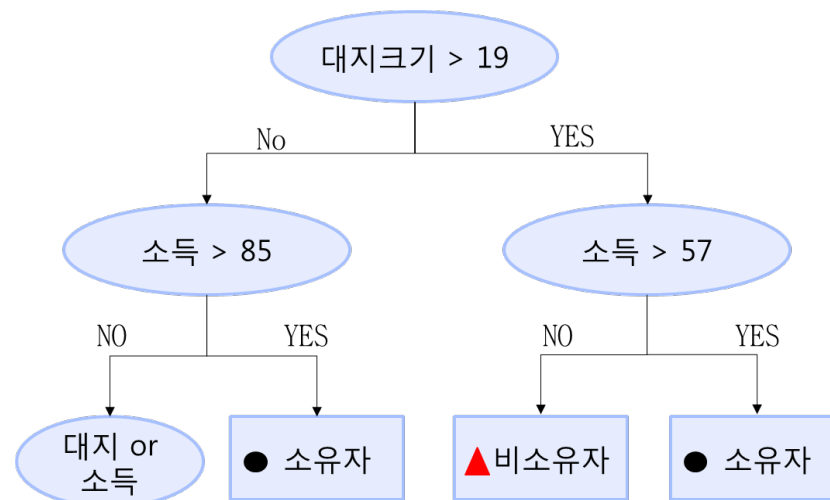 대지크기 > 19
No
YES
소득 > 85
소득 > 57
NO
YES
NO
YES
대지 or
소득
소유자
비소유자
소유자